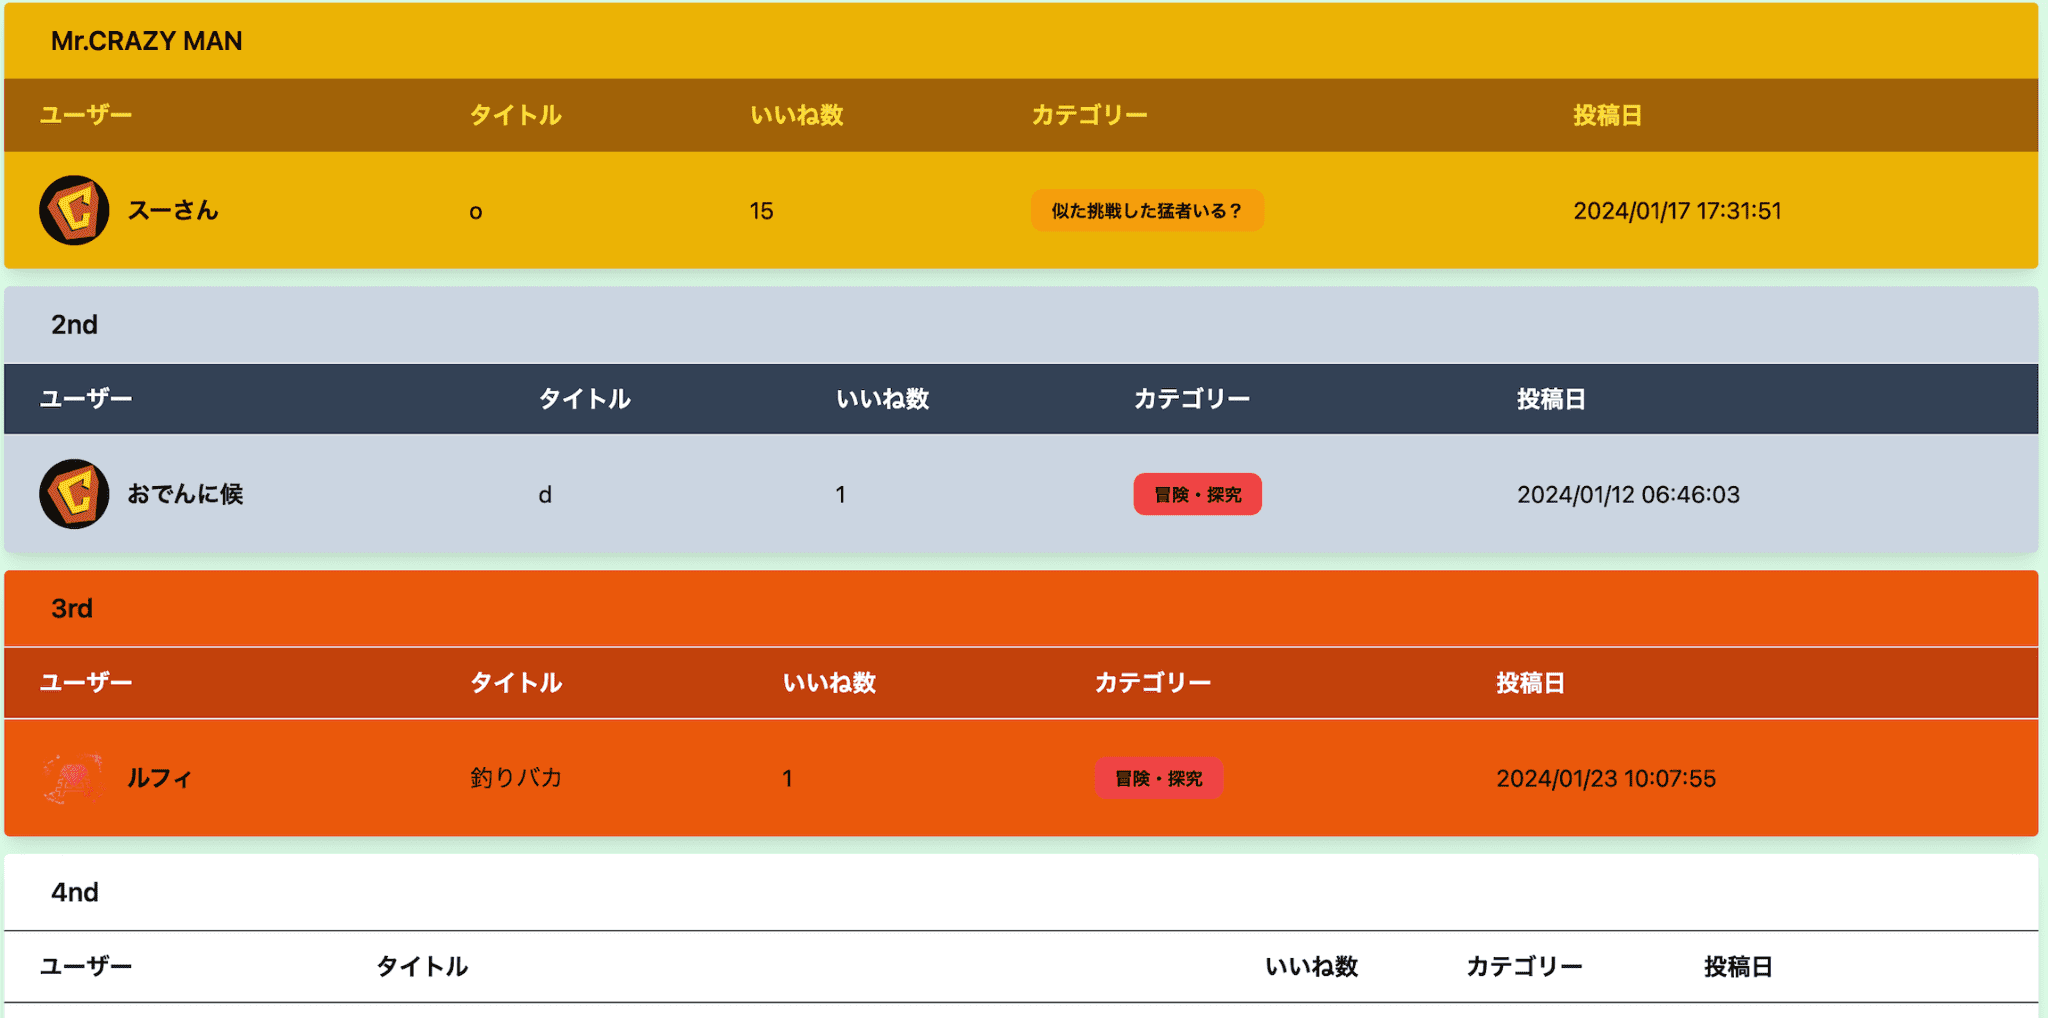 Mr.CRAZY MAN
ユーザー タイトル いいね数 カテゴリー 投稿日
スーさん o 15 似た挑戦した猛者いる？ 2024/01/17 17:31:51
2nd
ユーザー タイトル いいね数 カテゴリー 投稿日
おでんに候 d 1 冒険・探究 2024/01/12 06:46:03
3rd
ユーザー タイトル いいね数 カテゴリー 投稿日
ルフィ 釣りバカ 1 冒険・探究 2024/01/23 10:07:55
4nd
ユーザー タイトル いいね数 カテゴリー 投稿日